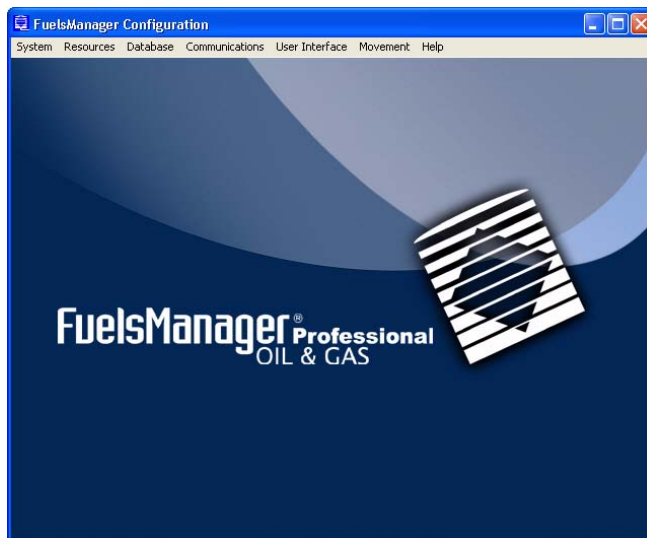 FuelsManager Configuration
System Resources Database Communications User Interface Movement Help
FuelsManager® Professional
OIL & GAS